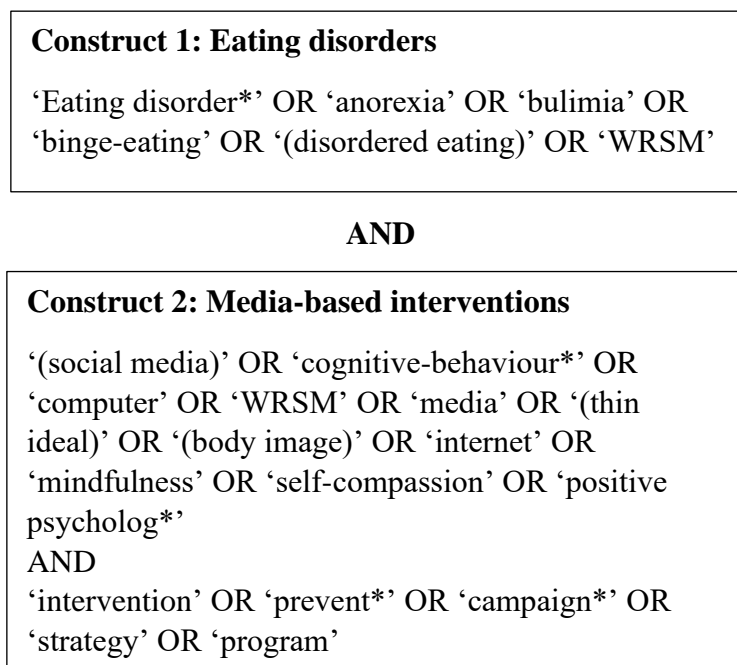 Construct 1: Eating disorders
‘Eating disorder*’ OR ‘anorexia’ OR ‘bulimia’ OR
‘binge-eating’ OR ‘(disordered eating)’ OR ‘WRSM’
AND
Construct 2: Media-based interventions
‘(social media)’ OR ‘cognitive-behaviour*’ OR
‘computer’ OR ‘WRSM’ OR ‘media’ OR ‘(thin
ideal)’ OR ‘(body image)’ OR ‘internet’ OR
‘mindfulness’ OR ‘self-compassion’ OR ‘positive
psycholog*’
AND
‘intervention’ OR ‘prevent*’ OR ‘campaign*’ OR
‘strategy’ OR ‘program’